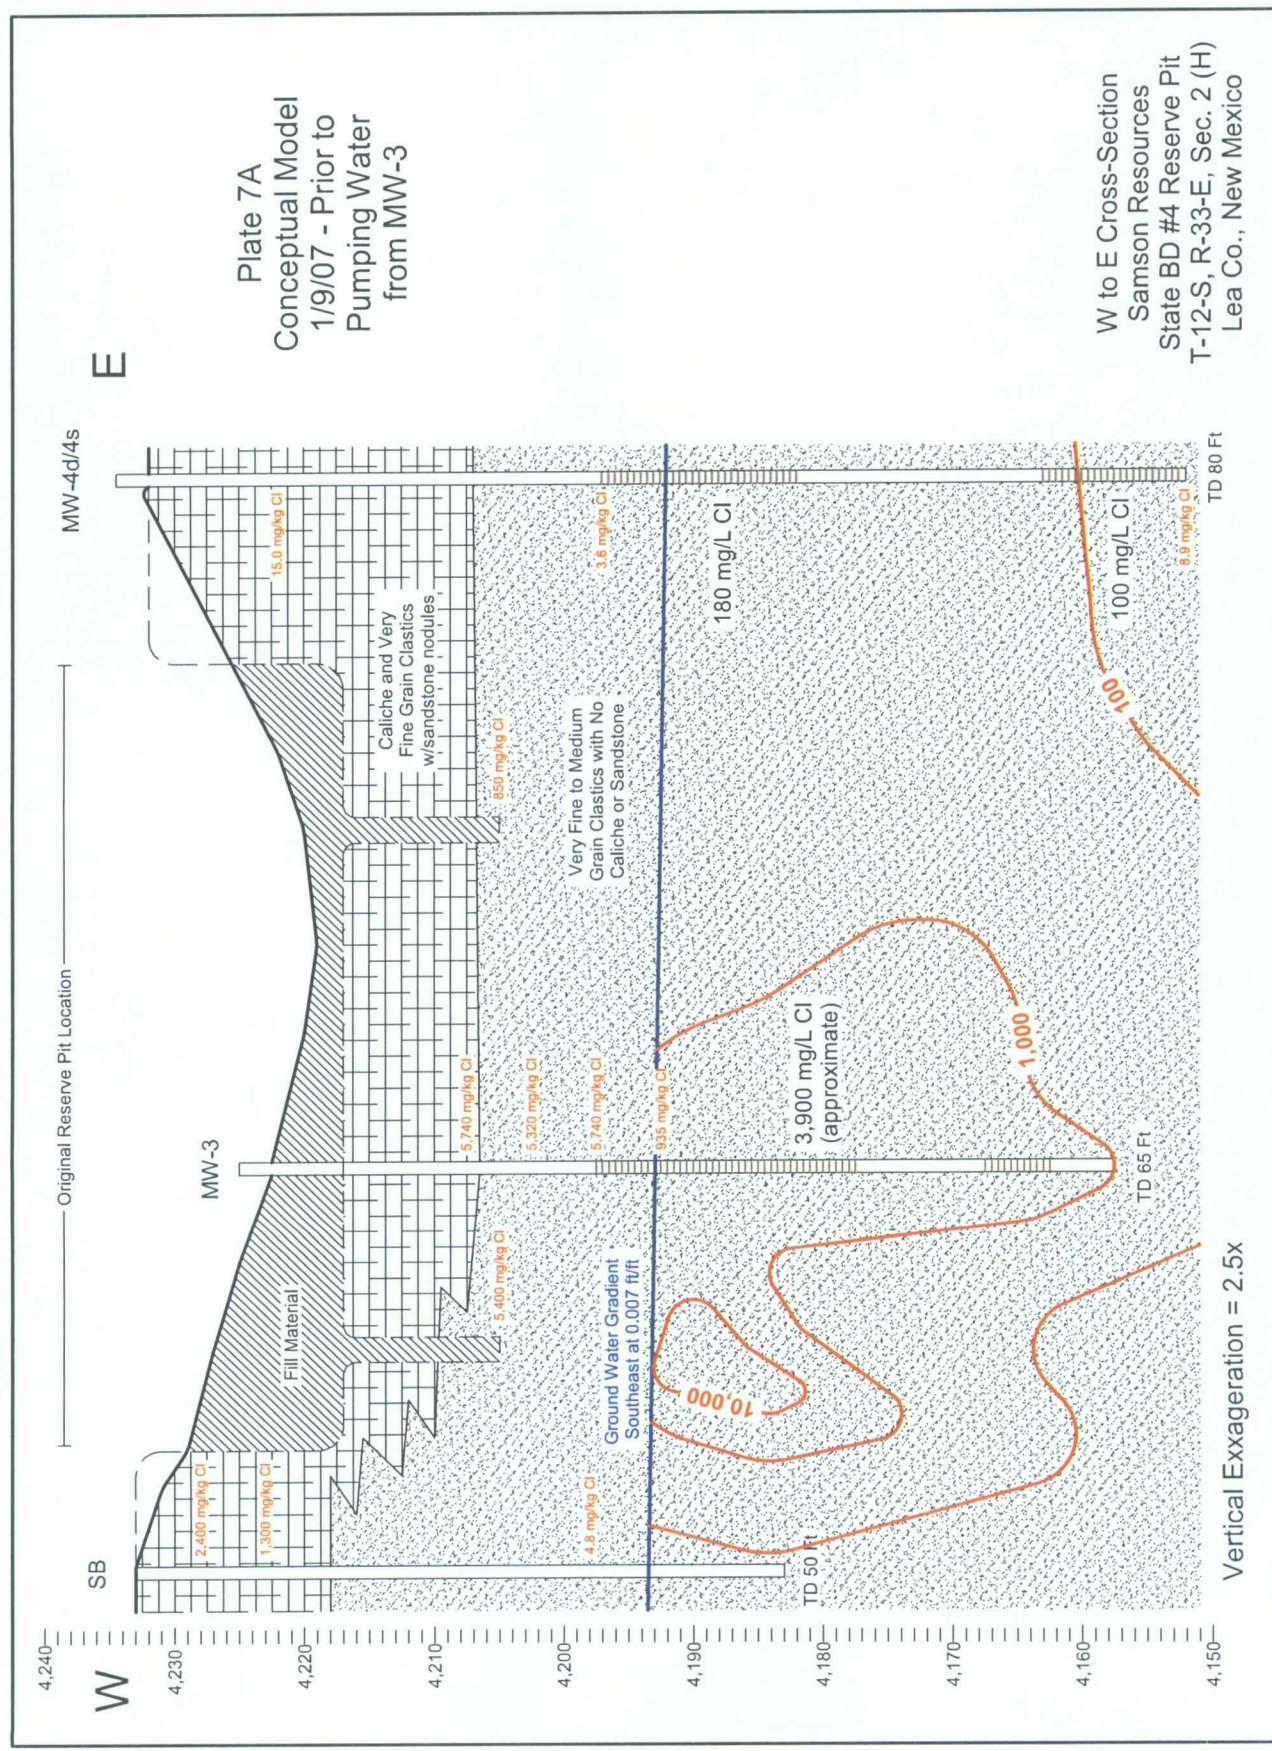 Plate 7A
Conceptual Model
1/9/07 - Prior to
Pumping Water
from MW-3
W
E
SB
MW-3
MW-4d/4s
Original Reserve Pit Location
4,240
4,230
4,220
4,210
4,200
4,190
4,180
4,170
4,160
4,150
2,400 mg/kg Cl
1,300 mg/kg Cl
4.8 mg/kg Cl
TD 50 Ft
Fill Material
5,400 mg/kg Cl
Ground Water Gradient
Southeast at 0.007 ft/ft
10,000
5,740 mg/kg Cl
5,320 mg/kg Cl
5,740 mg/kg Cl
935 mg/kg Cl
3,900 mg/L Cl
(approximate)
1,000
TD 65 Ft
Caliche and Very
Fine Grain Clastics
w/sandstone nodules
850 mg/kg Cl
Very Fine to Medium
Grain Clastics with No
Caliche or Sandstone
15.0 mg/kg Cl
3.6 mg/kg Cl
180 mg/L Cl
100
100 mg/L Cl
8.9 mg/kg Cl
TD 80 Ft
Vertical Exxageration = 2.5x
W to E Cross-Section
Samson Resources
State BD #4 Reserve Pit
T-12-S, R-33-E, Sec. 2 (H)
Lea Co., New Mexico